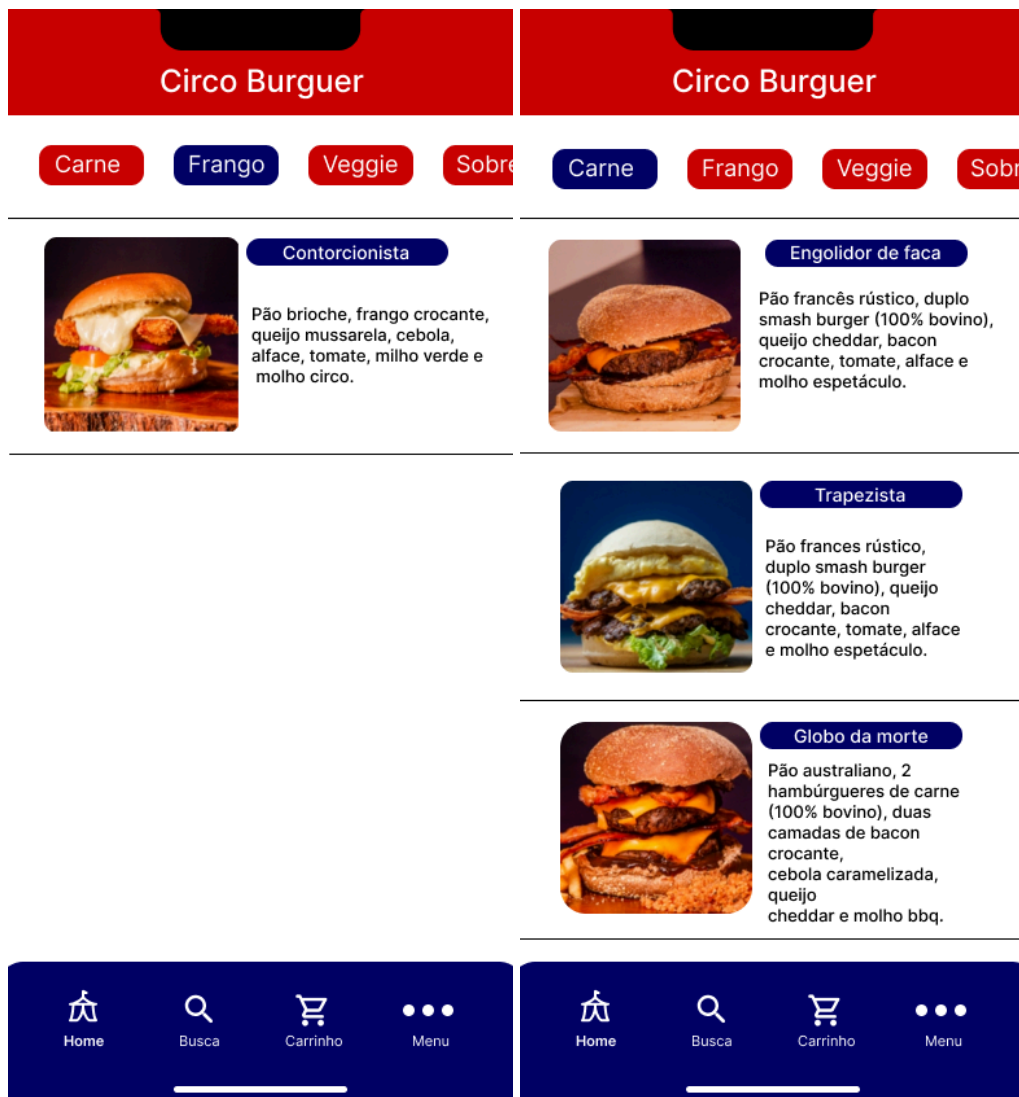 Circo Burguer
Carne Frango Veggie Sobre
Contorcionista
Pão brioche, frango crocante,
queijo mussarela, cebola,
alface, tomate, milho verde e
molho circo.
Home Busca Carrinho Menu
Circo Burguer
Carne Frango Veggie Sobr
Engolidor de faca
Pão francês rústico, duplo
smash burger (100% bovino),
queijo cheddar, bacon
crocante, tomate, alface e
molho espetáculo.
Trapezista
Pão frances rústico,
duplo smash burger
(100% bovino), queijo
cheddar, bacon
crocante, tomate, alface
e molho espetáculo.
Globo da morte
Pão australiano, 2
hambúrgueres de carne
(100% bovino), duas
camadas de bacon
crocante,
cebola caramelizada,
queijo
cheddar e molho bbq.
Home Busca Carrinho Menu